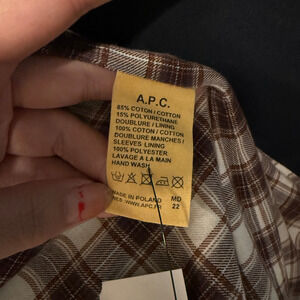 A.P.C.
85% COTON / COTTON
15% POLYURETHANE
DOUBLURE / LINING
100% COTON / COTTON
DOUBLURE MANCHES /
SLEEVES LINING
100% POLYESTER
LAVAGE A LA MAIN
HAND WASH
MADE IN POLAND MD
WWW.APC.FR 22